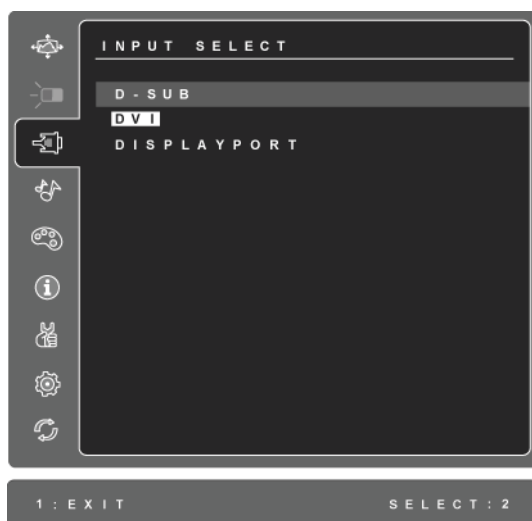 INPUT SELECT
D-SUB
DVI
DISPLAYPORT
1:EXIT SELECT:2